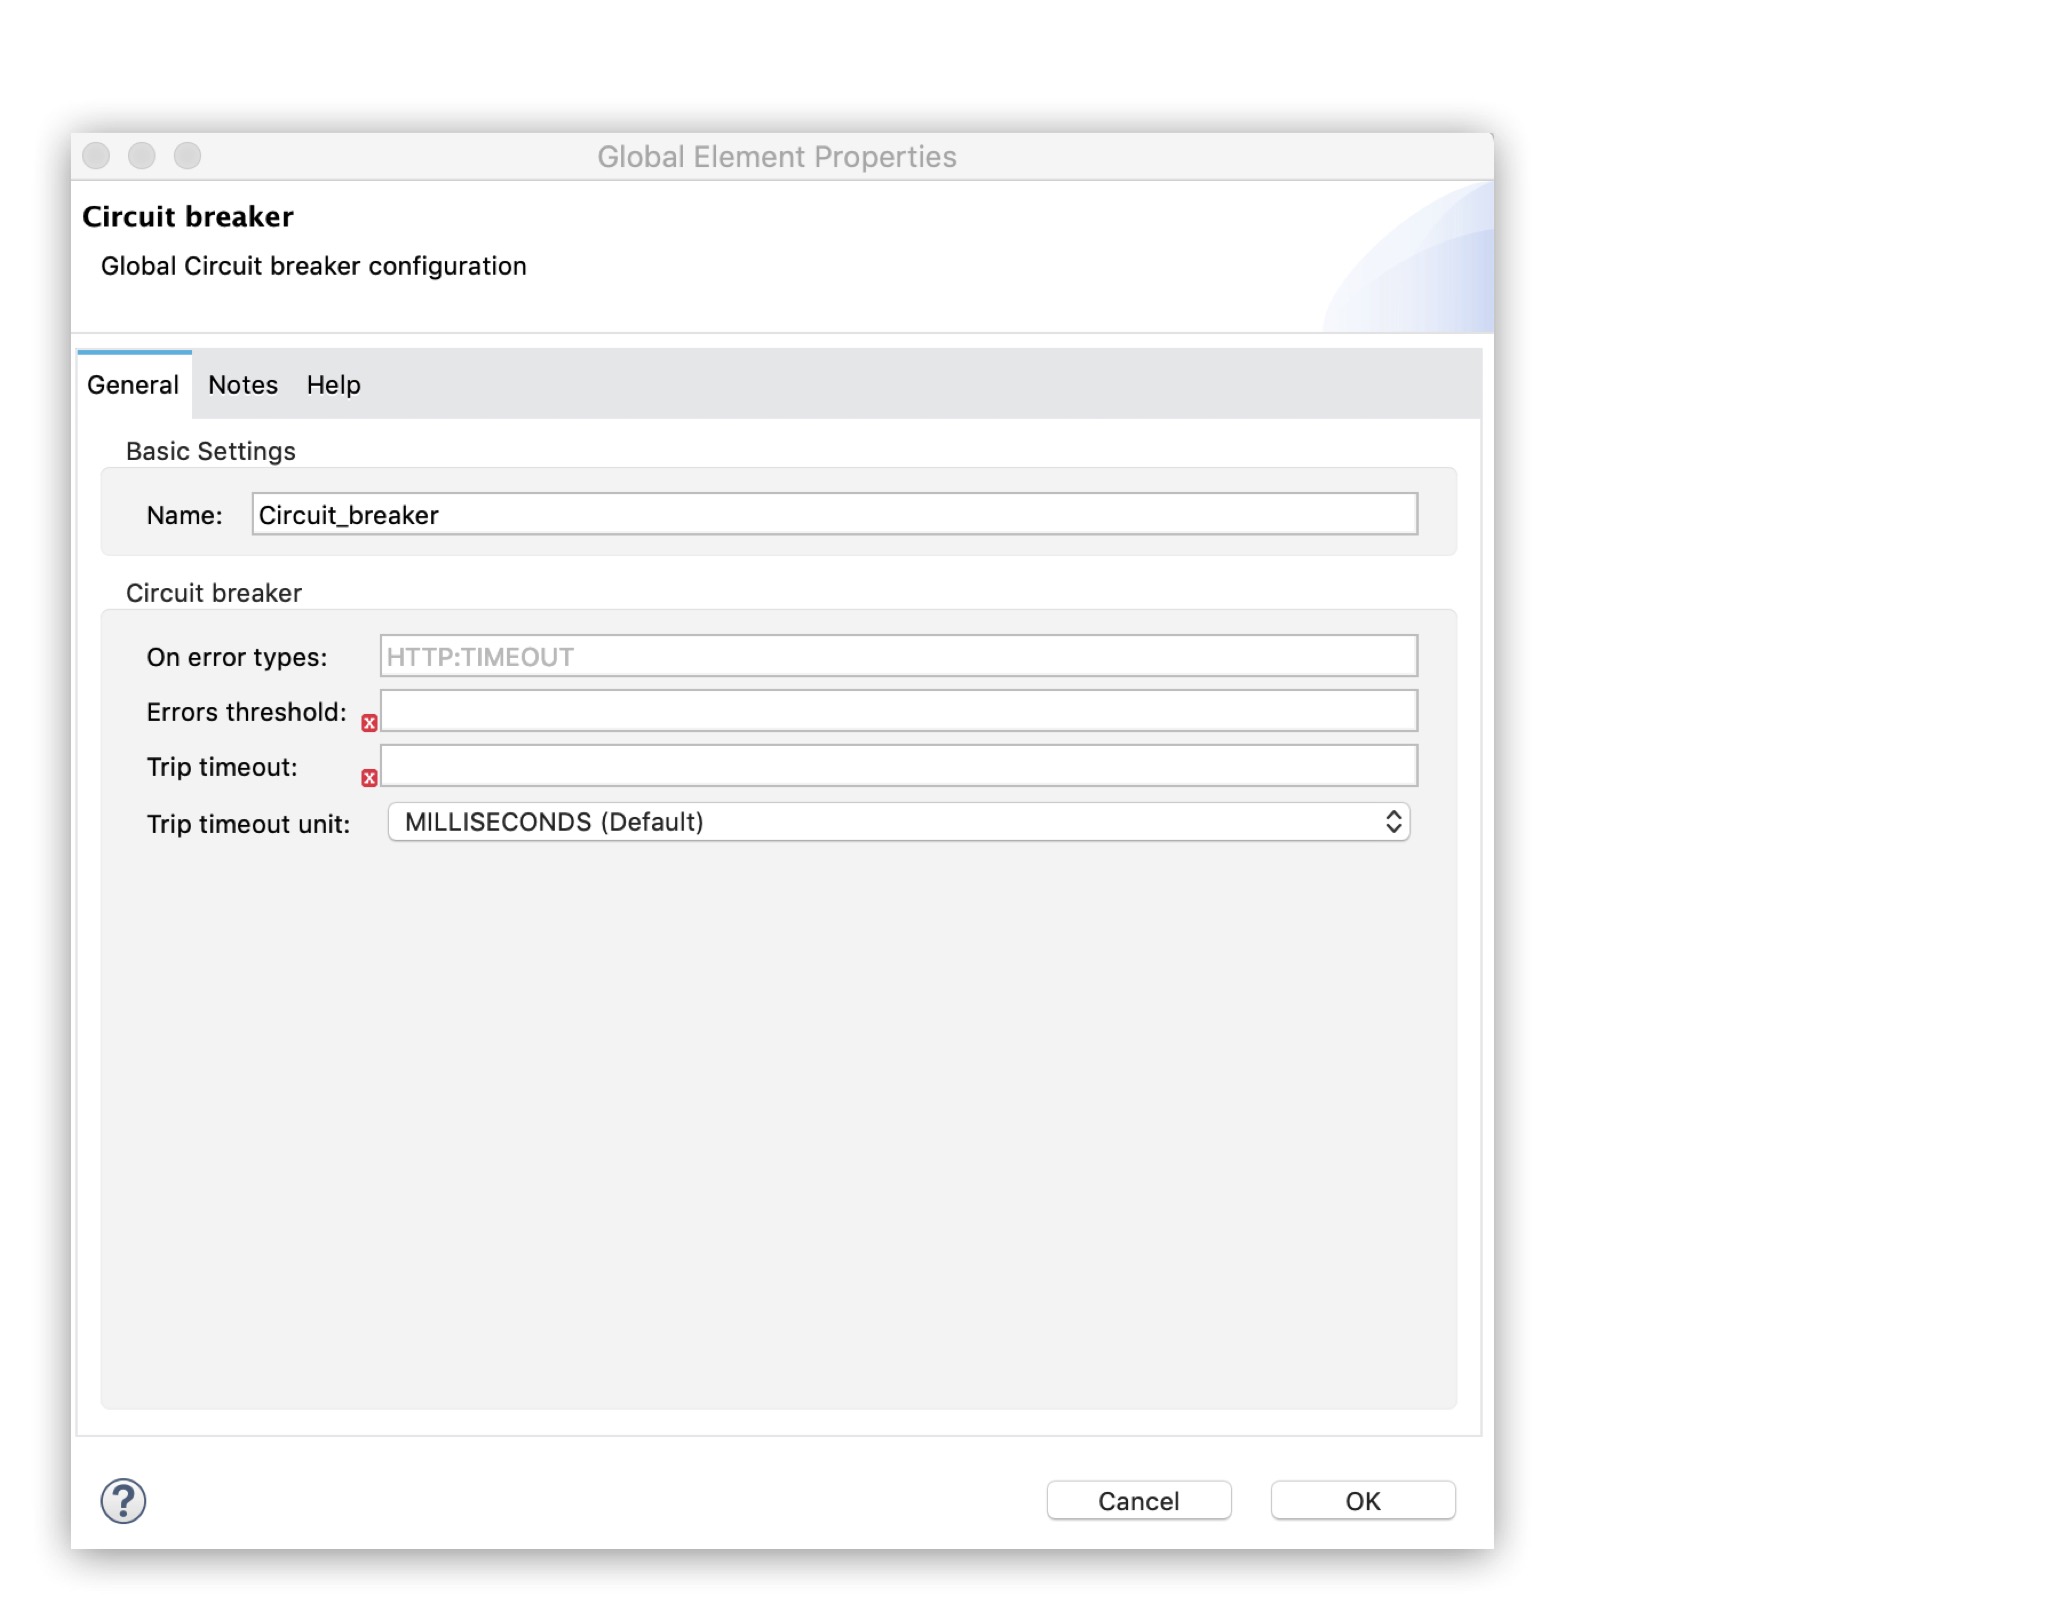 Global Element Properties
Circuit breaker
Global Circuit breaker configuration
General Notes Help
Basic Settings
Name: Circuit_breaker
Circuit breaker
On error types: HTTP:TIMEOUT
Errors threshold:
Trip timeout:
Trip timeout unit: MILLISECONDS (Default)
? Cancel OK